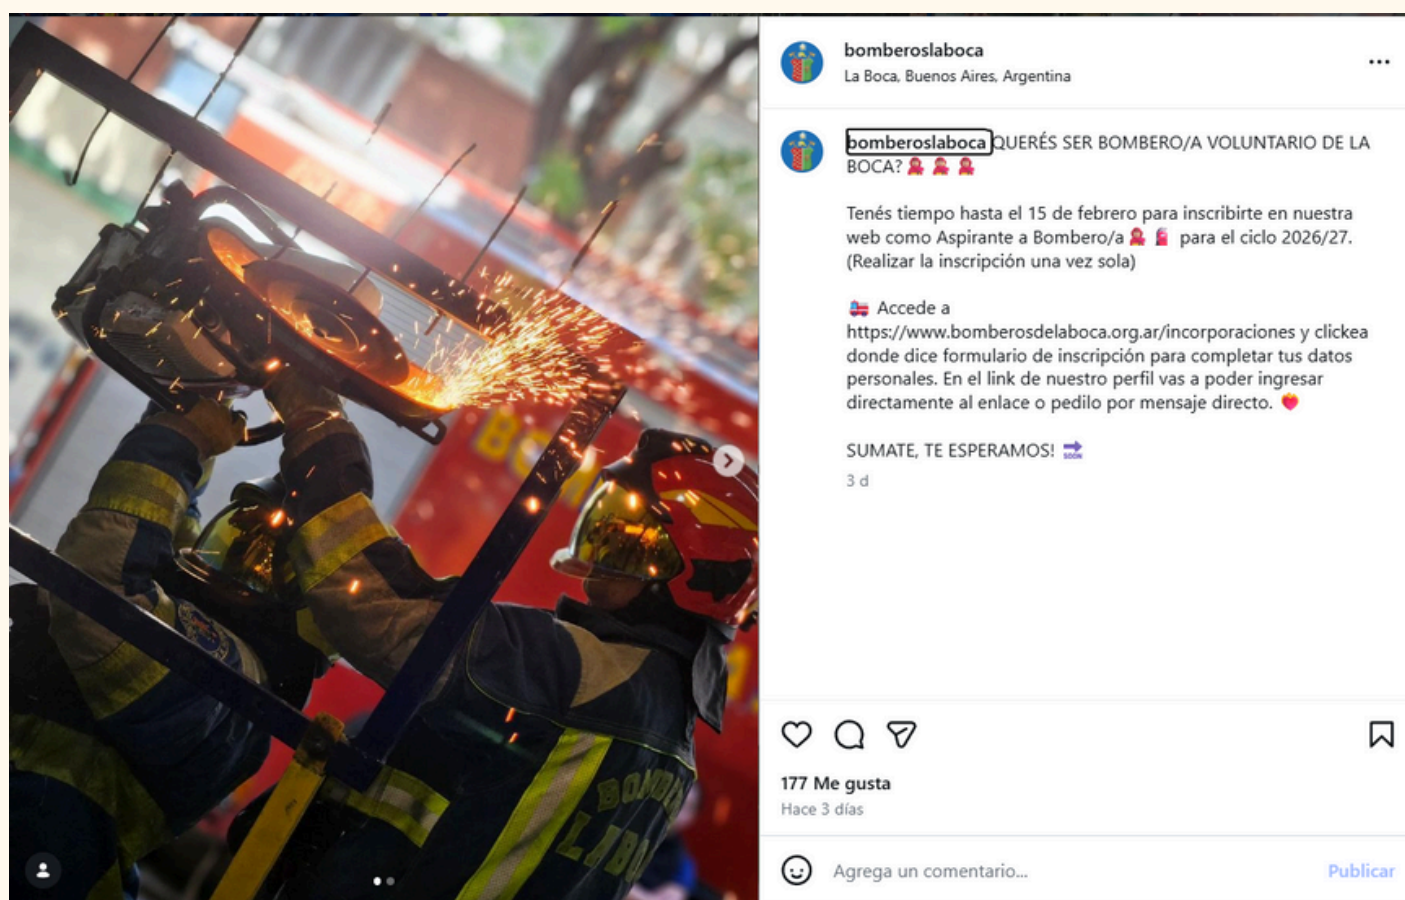 bomberoslaboca
La Boca, Buenos Aires, Argentina
bomberoslaboca QUERÉS SER BOMBERO/A VOLUNTARIO DE LA
BOCA?
Tenés tiempo hasta el 15 de febrero para inscribirte en nuestra
web como Aspirante a Bombero/a para el ciclo 2026/27.
(Realizar la inscripción una vez sola)
Accede a
https://www.bomberosdelaboca.org.ar/incorporaciones y clickea
donde dice formulario de inscripción para completar tus datos
personales. En el link de nuestro perfil vas a poder ingresar
directamente al enlace o pedilo por mensaje directo.
SUMATE, TE ESPERAMOS!
3 d
177 Me gusta
Hace 3 días
Agrega un comentario...
Publicar